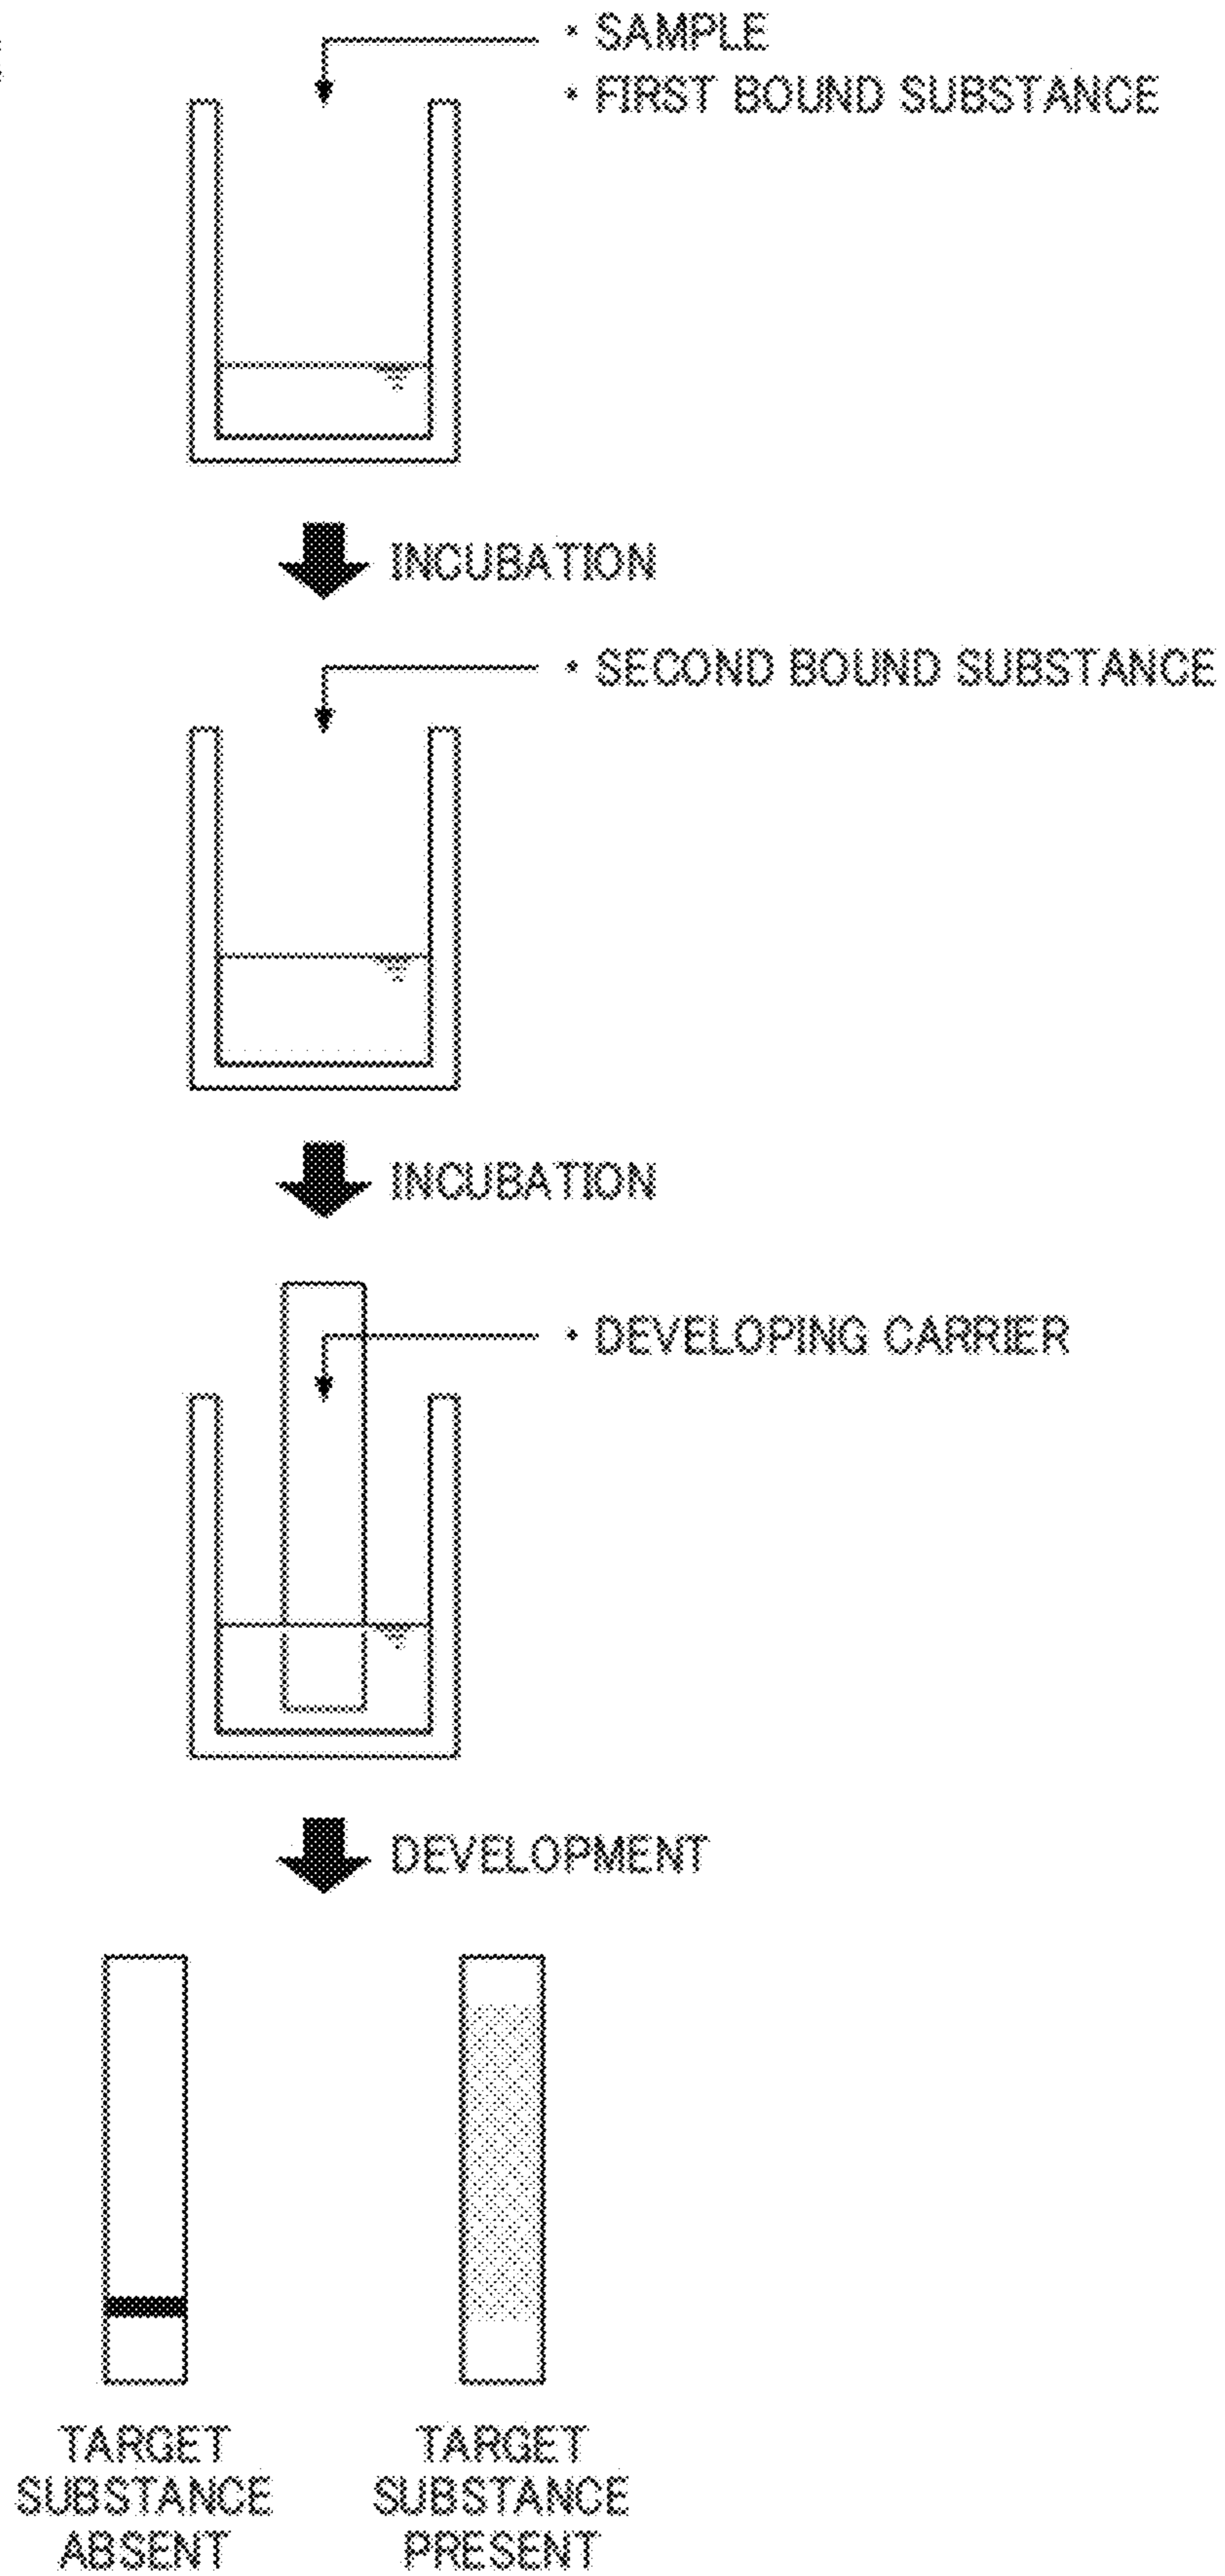 • SAMPLE
• FIRST BOUND SUBSTANCE
INCUBATION
• SECOND BOUND SUBSTANCE
INCUBATION
• DEVELOPING CARRIER
DEVELOPMENT
TARGET
SUBSTANCE
ABSENT
TARGET
SUBSTANCE
PRESENT